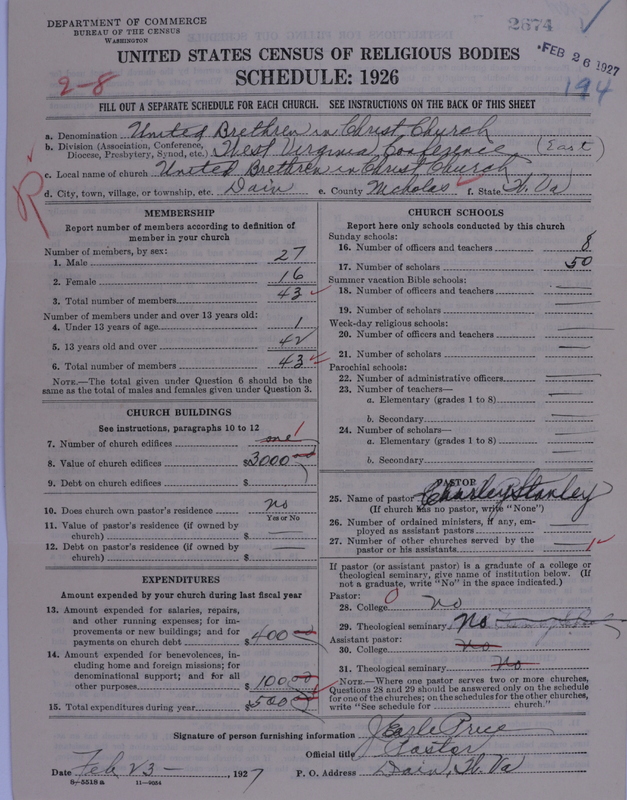 DEPARTMENT OF COMMERCE
BUREAU OF THE CENSUS
WASHINGTON
2674
FEB 26 1927
194
UNITED STATES CENSUS OF RELIGIOUS BODIES
SCHEDULE: 1926
2-8
FILL OUT A SEPARATE SCHEDULE FOR EACH CHURCH. SEE INSTRUCTIONS ON THE BACK OF THIS SHEET
a. Denomination United Brethren in Christ Church
b. Division (Association, Conference, Diocese, Presbytery, Synod, etc.) West Virginia Conference (East)
c. Local name of church United Brethren in Christ Church
d. City, town, village, or township, etc. Dain e. County Nicholas f. State W. Va
R
MEMBERSHIP
Report number of members according to definition of
member in your church
Number of members, by sex:
1. Male 27
2. Female 16
3. Total number of members 43
Number of members under and over 13 years old:
4. Under 13 years of age 1
5. 13 years old and over 42
6. Total number of members 43
NOTE.—The total given under Question 6 should be the
same as the total of males and females given under Question 3.
CHURCH BUILDINGS
See instructions, paragraphs 10 to 12
7. Number of church edifices one 1
8. Value of church edifices $3000
9. Debt on church edifices $
10. Does church own pastor's residence no
Yes or No
11. Value of pastor's residence (if owned by
church) $
12. Debt on pastor's residence (if owned by
church) $
EXPENDITURES
Amount expended by your church during last fiscal year
13. Amount expended for salaries, repairs,
and other running expenses; for im-
provements or new buildings; and for
payments on church debt $400
14. Amount expended for benevolences, in-
cluding home and foreign missions; for
denominational support; and for all
other purposes $100
15. Total expenditures during year $500
CHURCH SCHOOLS
Report here only schools conducted by this church
Sunday schools:
16. Number of officers and teachers 8
17. Number of scholars 50
Summer vacation Bible schools:
18. Number of officers and teachers
19. Number of scholars
Week-day religious schools:
20. Number of officers and teachers
21. Number of scholars
Parochial schools:
22. Number of administrative officers
23. Number of teachers—
a. Elementary (grades 1 to 8)
b. Secondary
24. Number of scholars—
a. Elementary (grades 1 to 8)
b. Secondary
PASTOR
25. Name of pastor Charley Stanley
(If church has no pastor, write "None")
26. Number of ordained ministers, if any, em-
ployed as assistant pastors
27. Number of other churches served by the
pastor or his assistants 1
If pastor (or assistant pastor) is a graduate of a college or
theological seminary, give name of institution below. (If
not a graduate, write "No" in the space indicated.)
Pastor:
28. College 0 no
29. Theological seminary No
Assistant pastor:
30. College No
31. Theological seminary No
NOTE.—Where one pastor serves two or more churches,
Questions 28 and 29 should be answered only on the schedule
for one of the churches; on the schedules for the other churches,
write "See schedule for church."
Signature of person furnishing information J Earle Price
Official title Pastor
Date Feb 23- 1927 P. O. Address Dain, W. Va
8-5518a 11-9054